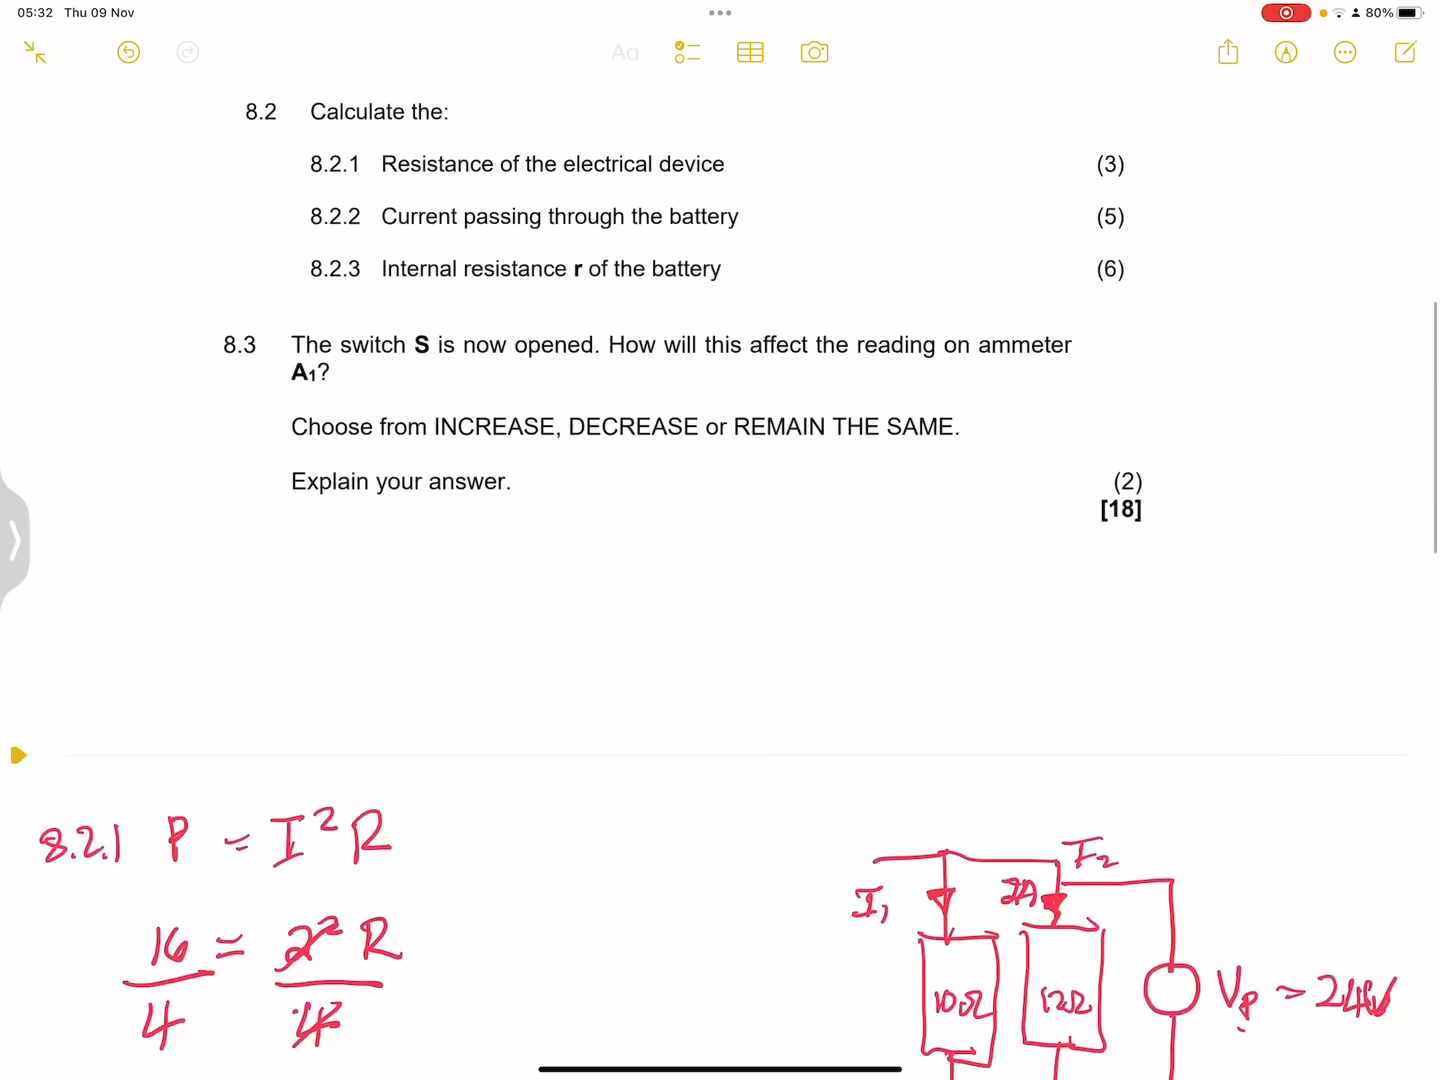 05:32 Thu 09 Nov
80%
Aa
8.2 Calculate the:
8.2.1 Resistance of the electrical device (3)
8.2.2 Current passing through the battery (5)
8.2.3 Internal resistance r of the battery (6)
8.3 The switch S is now opened. How will this affect the reading on ammeter
A₁?
Choose from INCREASE, DECREASE or REMAIN THE SAME.
Explain your answer. (2)
[18]
8.2.1 P = I² R
16 = 2² R
4
I₁
2A
I₂
10Ω
12Ω
Vp = 24V